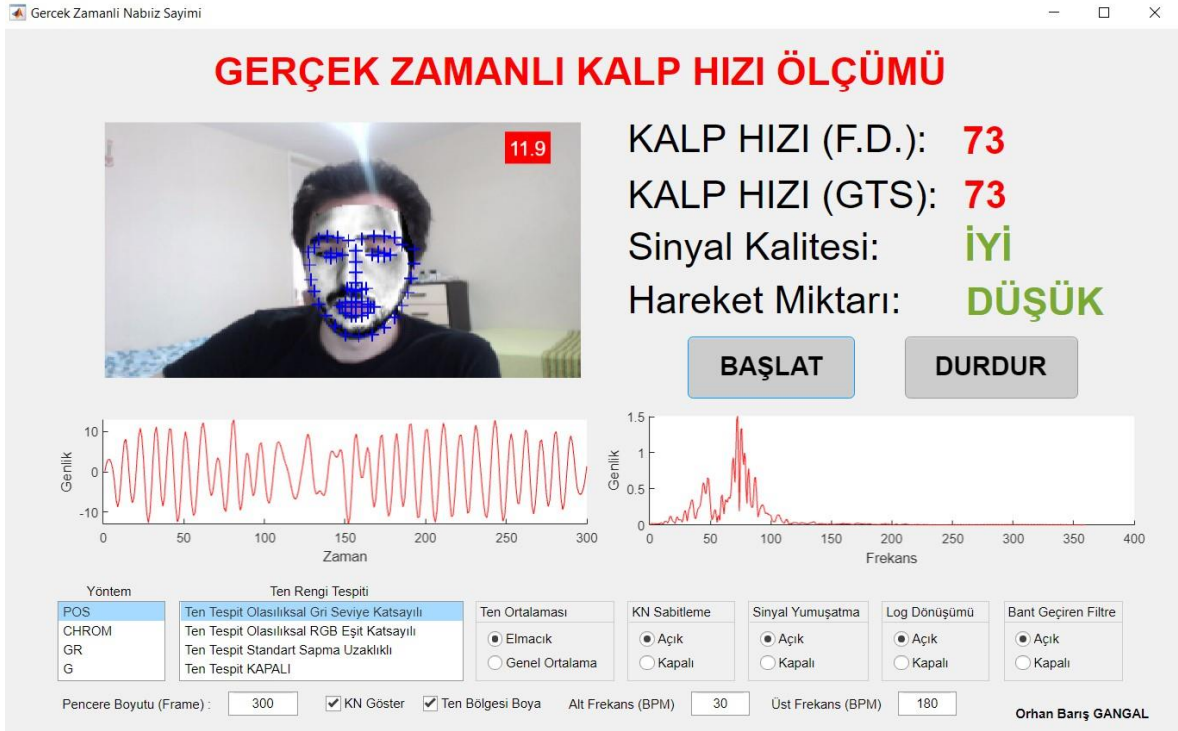 Gercek Zamanli Nabıiz Sayimi
GERÇEK ZAMANLI KALP HIZI ÖLÇÜMÜ
11.9
KALP HIZI (F.D.): 73
KALP HIZI (GTS): 73
Sinyal Kalitesi: İYİ
Hareket Miktarı: DÜŞÜK
BAŞLAT DURDUR
10
0
-10
Genlik
0 50 100 150 200 250 300
Zaman
1.5
1
0.5
0
Genlik
0 50 100 150 200 250 300 350 400
Frekans
Yöntem
POS
CHROM
GR
G
Ten Rengi Tespiti
Ten Tespit Olasılıksal Gri Seviye Katsayılı
Ten Tespit Olasılıksal RGB Eşit Katsayılı
Ten Tespit Standart Sapma Uzaklıklı
Ten Tespit KAPALI
Ten Ortalaması
Elmacık
Genel Ortalama
KN Sabitleme
Açık
Kapalı
Sinyal Yumuşatma
Açık
Kapalı
Log Dönüşümü
Açık
Kapalı
Bant Geçiren Filtre
Açık
Kapalı
Pencere Boyutu (Frame) : 300 KN Göster Ten Bölgesi Boya Alt Frekans (BPM) 30 Üst Frekans (BPM) 180
Orhan Barış GANGAL